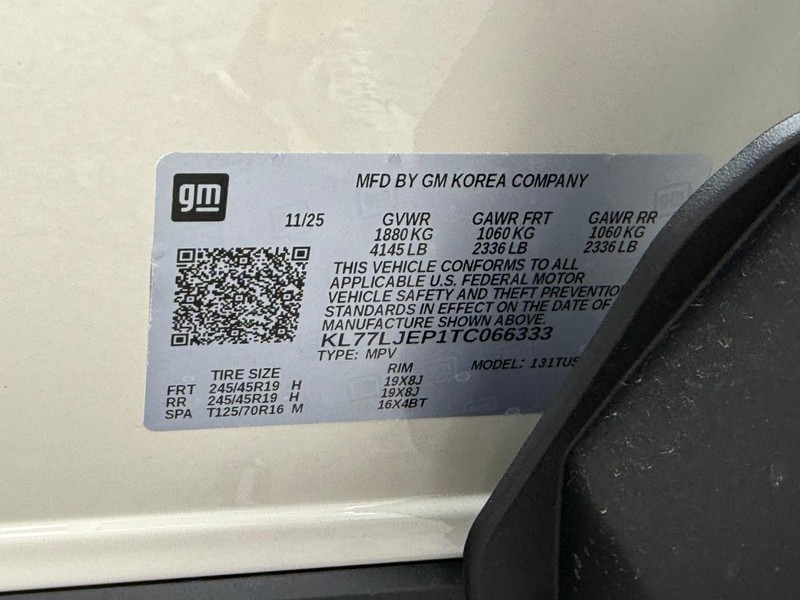 gm
MFD BY GM KOREA COMPANY
11/25 GVWR GAWR FRT GAWR RR
1880 KG 1060 KG 1060 KG
4145 LB 2336 LB 2336 LB
THIS VEHICLE CONFORMS TO ALL
APPLICABLE U.S. FEDERAL MOTOR
VEHICLE SAFETY AND THEFT PREVENTION
STANDARDS IN EFFECT ON THE DATE OF
MANUFACTURE SHOWN ABOVE.
KL77LJEP1TC066333
TYPE: MPV MODEL: 131TUS
TIRE SIZE RIM
FRT 245/45R19 H 19X8J
RR 245/45R19 H 19X8J
SPA T125/70R16 M 16X4BT